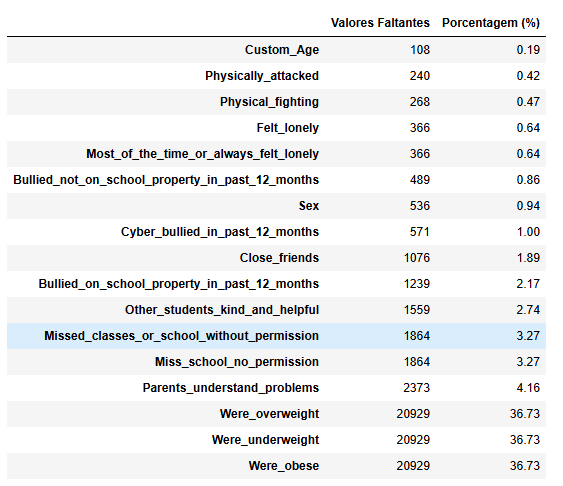 Valores Faltantes Porcentagem (%)
Custom_Age 108 0.19
Physically_attacked 240 0.42
Physical_fighting 268 0.47
Felt_lonely 366 0.64
Most_of_the_time_or_always_felt_lonely 366 0.64
Bullied_not_on_school_property_in_past_12_months 489 0.86
Sex 536 0.94
Cyber_bullied_in_past_12_months 571 1.00
Close_friends 1076 1.89
Bullied_on_school_property_in_past_12_months 1239 2.17
Other_students_kind_and_helpful 1559 2.74
Missed_classes_or_school_without_permission 1864 3.27
Miss_school_no_permission 1864 3.27
Parents_understand_problems 2373 4.16
Were_overweight 20929 36.73
Were_underweight 20929 36.73
Were_obese 20929 36.73